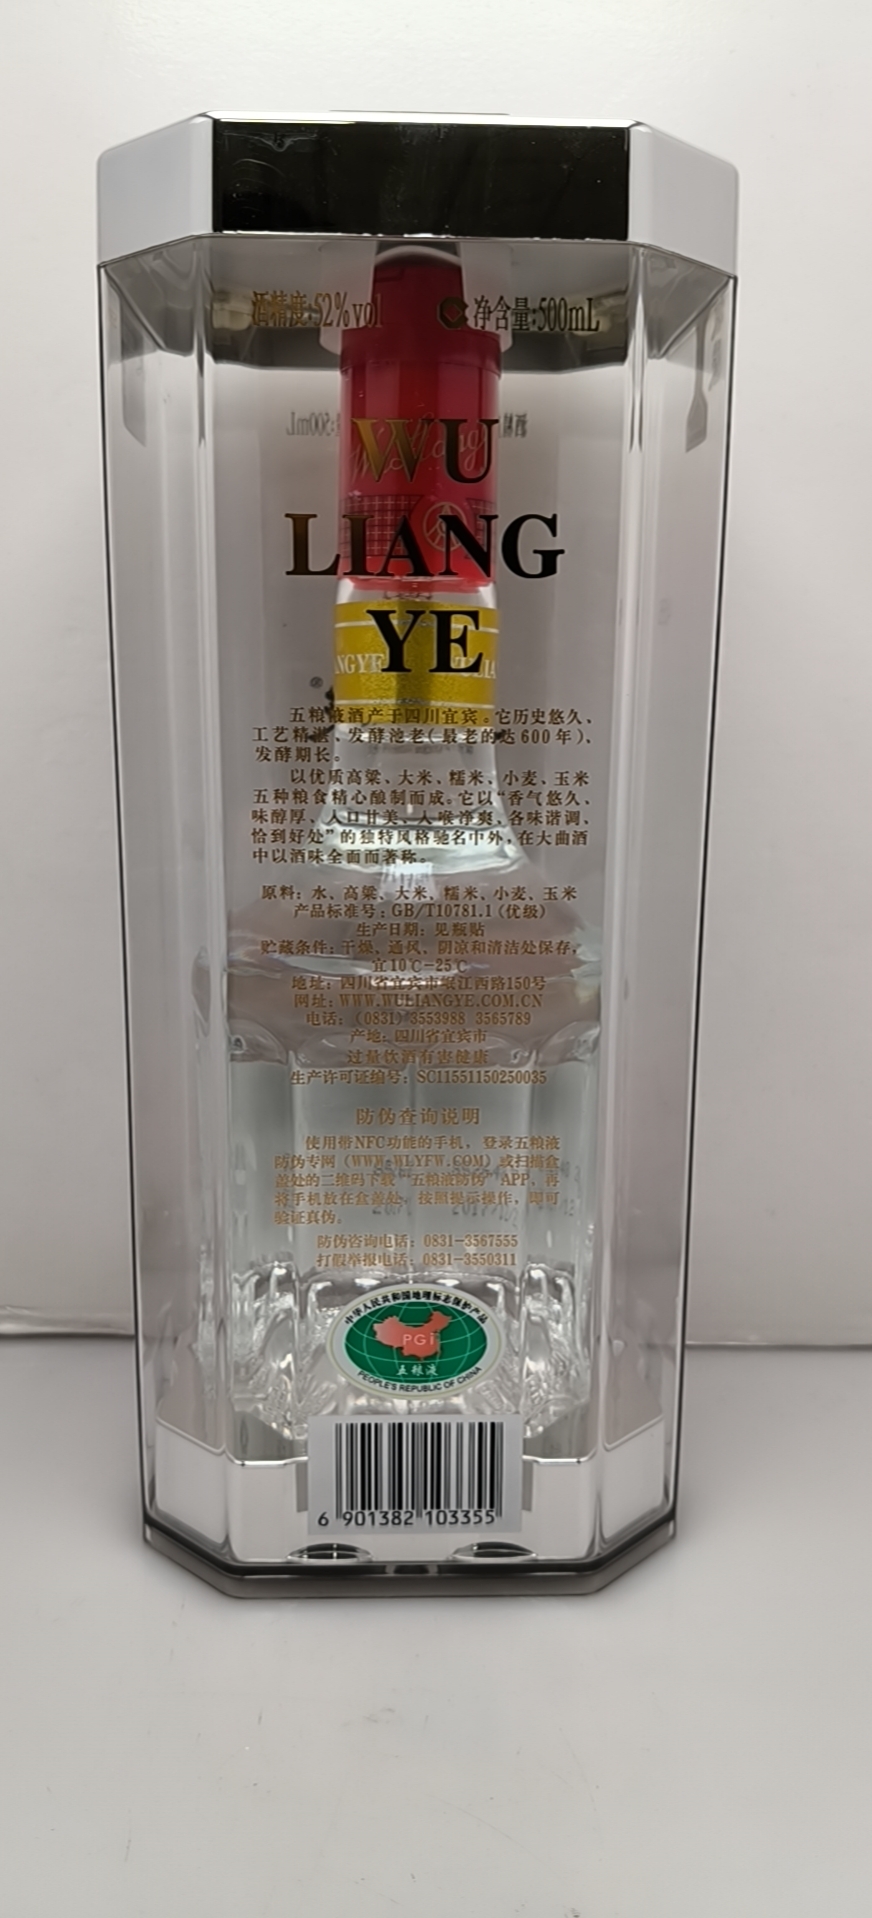 酒精度:52%vol
净含量:500mL
WU
LIANG
YE
五粮液酒产于四川宜宾。它历史悠久、
工艺精湛、发酵池老(最老的达600年)、
发酵期长。
以优质高粱、大米、糯米、小麦、玉米
五种粮食精心酿制而成。它以“香气悠久、
味醇厚、入口甘美、入喉净爽、各味谐调、
恰到好处”的独特风格驰名中外,在大曲酒
中以酒味全面而著称。
原料：水、高粱、大米、糯米、小麦、玉米
产品标准号:GB/T10781.1(优级)
生产日期：见瓶贴
贮藏条件：干燥、通风、阴凉和清洁处保存,
宜10℃-25℃
地址：四川省宜宾市岷江西路150号
网址：WWW.WULIANGYE.COM.CN
电话：(0831)3553988 3565789
产地：四川省宜宾市
过量饮酒有害健康
生产许可证编号：SC11551150250035
防伪查询说明
使用带NFC功能的手机，登录五粮液
防伪专网（WWW.WLYFW.COM）或扫描盒
盖处的二维码下载“五粮液防伪”APP，再
将手机放在盒盖处，按照提示操作，即可
验证真伪。
防伪咨询电话：0831-3567555
打假举报电话：0831-3550311
中华人民共和国地理标志保护产品
PGI
五粮液
PEOPLE'S REPUBLIC OF CHINA
6 901382 103355